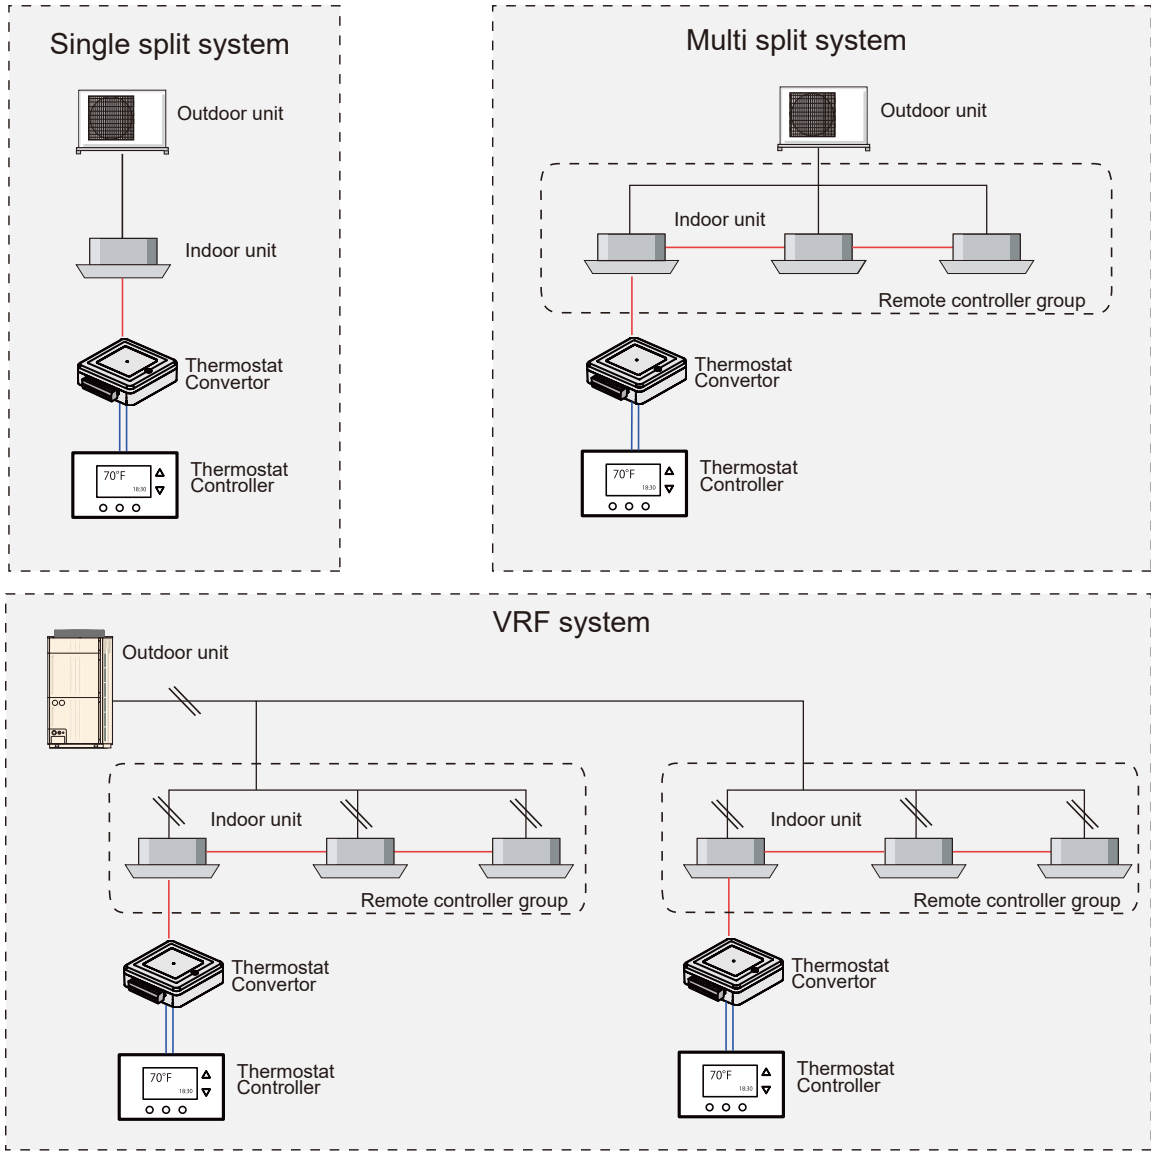 Single split system
Outdoor unit
Indoor unit
Thermostat
Convertor
70°F
18:30
Thermostat
Controller
Multi split system
Outdoor unit
Indoor unit
Remote controller group
Thermostat
Convertor
70°F
18:30
Thermostat
Controller
VRF system
Outdoor unit
Indoor unit
Remote controller group
Thermostat
Convertor
70°F
18:30
Thermostat
Controller
Indoor unit
Remote controller group
Thermostat
Convertor
70°F
18:30
Thermostat
Controller